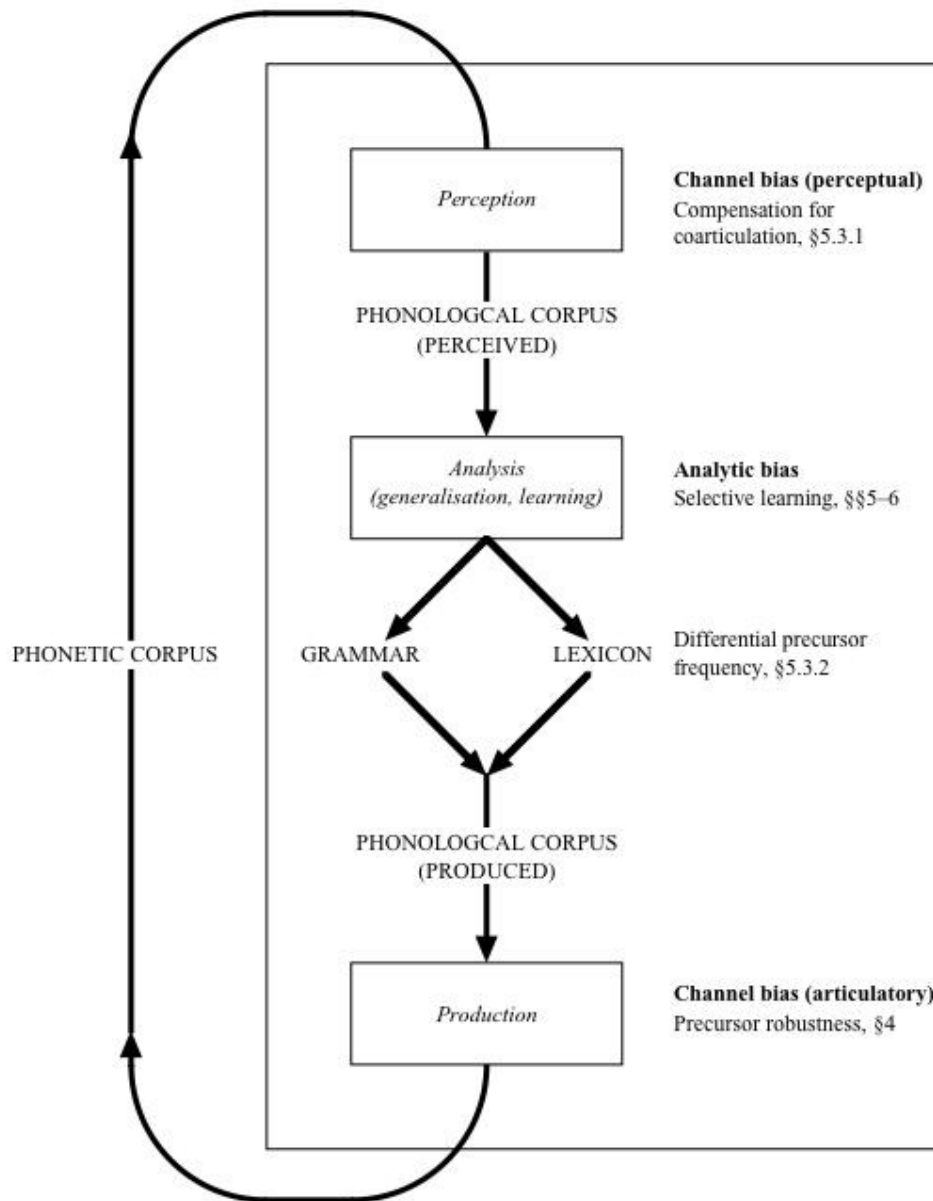 Perception
Channel bias (perceptual)
Compensation for
coarticulation, §5.3.1
PHONOLOGCAL CORPUS
(PERCEIVED)
Analysis
(generalisation, learning)
Analytic bias
Selective learning, §§5–6
PHONETIC CORPUS
GRAMMAR
LEXICON
Differential precursor
frequency, §5.3.2
PHONOLOGCAL CORPUS
(PRODUCED)
Production
Channel bias (articulatory)
Precursor robustness, §4